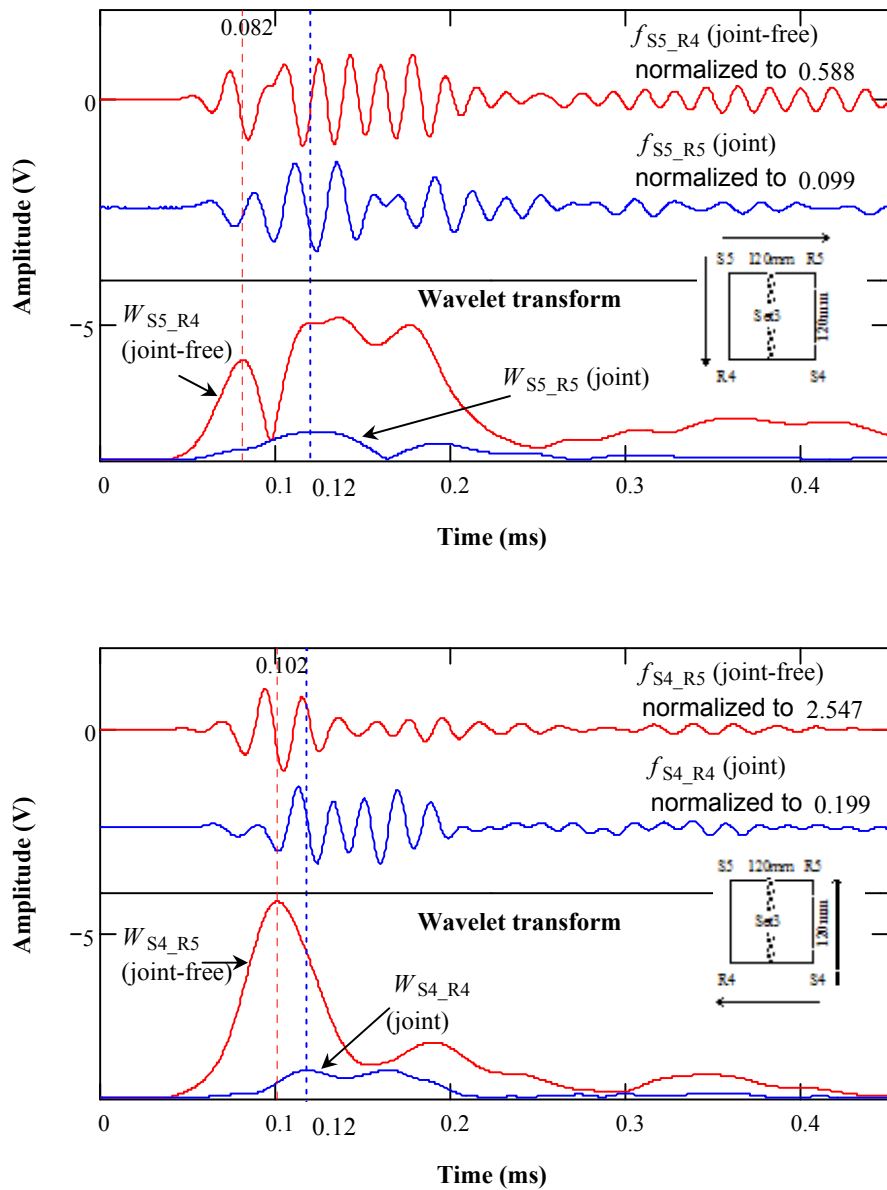 0.082
f S5_R4 (joint-free)
normalized to 0.588
0
f S5_R5 (joint)
normalized to 0.099
Amplitude (V)
S5 120mm R5
Set3
120mm
R4 S4
Wavelet transform
−5
W S5_R4
(joint-free)
W S5_R5 (joint)
0 0.1 0.12 0.2 0.3 0.4
Time (ms)
0.102
f S4_R5 (joint-free)
normalized to 2.547
0
f S4_R4 (joint)
normalized to 0.199
Amplitude (V)
S5 120mm R5
Set3
120mm
R4 S4
Wavelet transform
−5
W S4_R5
(joint-free)
W S4_R4
(joint)
0 0.1 0.12 0.2 0.3 0.4
Time (ms)